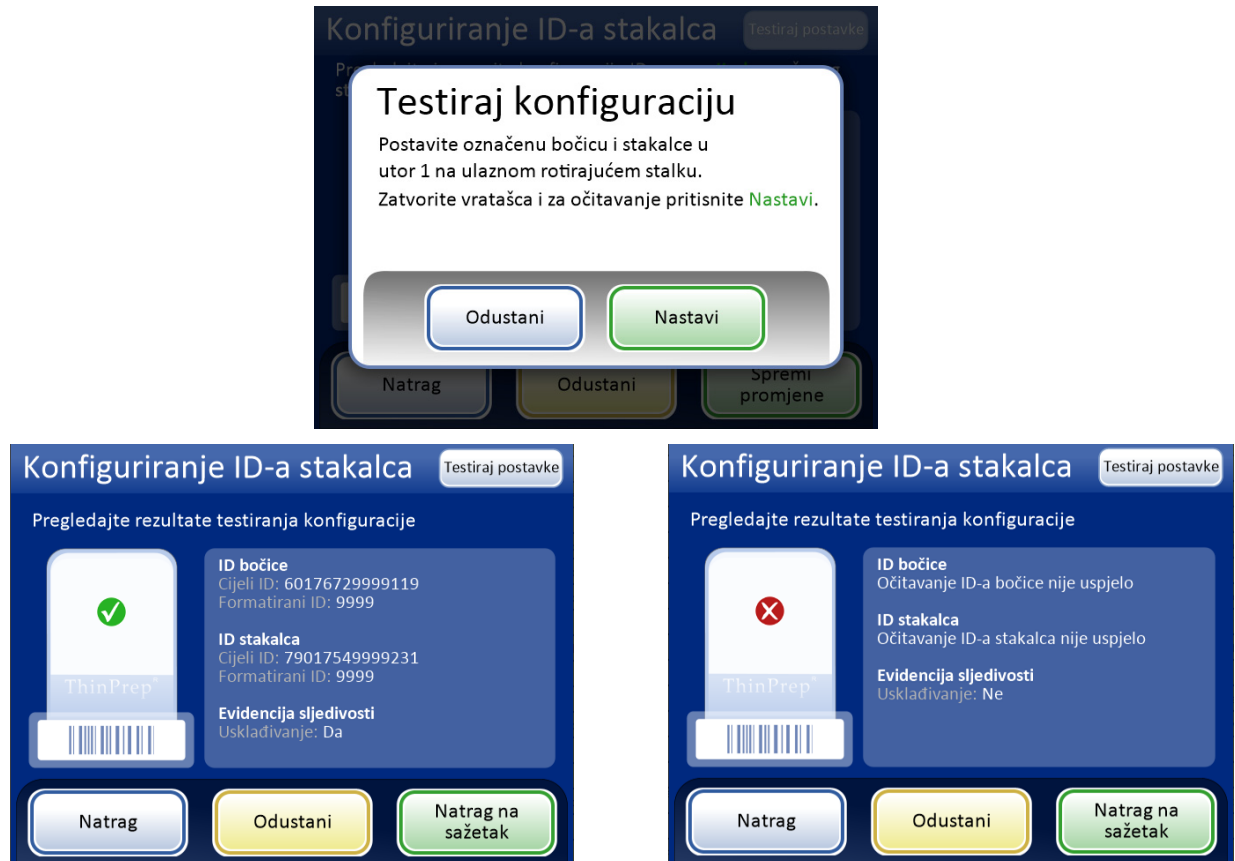 Konfiguriranje ID-a stakalca
Testiraj postavke
Testiraj konfiguraciju
Postavite označenu bočicu i stakalce u
utor 1 na ulaznom rotirajućem stalku.
Zatvorite vratašca i za očitavanje pritisnite Nastavi.
Odustani
Nastavi
Natrag
Odustani
Spremi
promjene
Konfiguriranje ID-a stakalca
Testiraj postavke
Pregledajte rezultate testiranja konfiguracije
ThinPrep®
ID bočice
Cijeli ID: 60176729999119
Formatirani ID: 9999
ID stakalca
Cijeli ID: 79017549999231
Formatirani ID: 9999
Evidencija sljedivosti
Usklađivanje: Da
Natrag
Odustani
Natrag na
sažetak
Konfiguriranje ID-a stakalca
Testiraj postavke
Pregledajte rezultate testiranja konfiguracije
ThinPrep®
ID bočice
Očitavanje ID-a bočice nije uspjelo
ID stakalca
Očitavanje ID-a stakalca nije uspjelo
Evidencija sljedivosti
Usklađivanje: Ne
Natrag
Odustani
Natrag na
sažetak